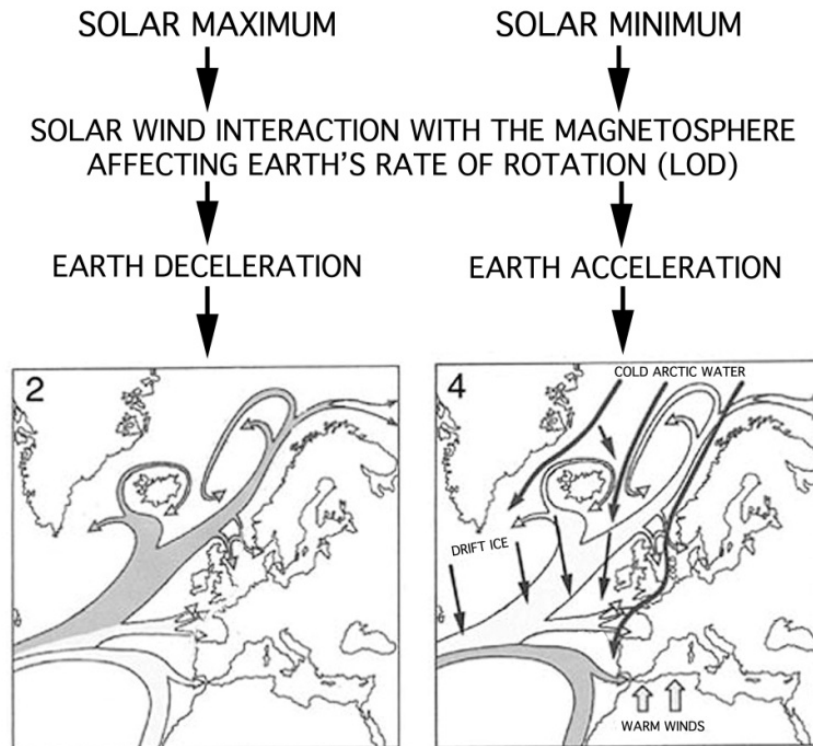 SOLAR MAXIMUM
SOLAR MINIMUM
SOLAR WIND INTERACTION WITH THE MAGNETOSPHERE
AFFECTING EARTH'S RATE OF ROTATION (LOD)
EARTH DECELERATION
EARTH ACCELERATION
2
4
COLD ARCTIC WATER
DRIFT ICE
WARM WINDS